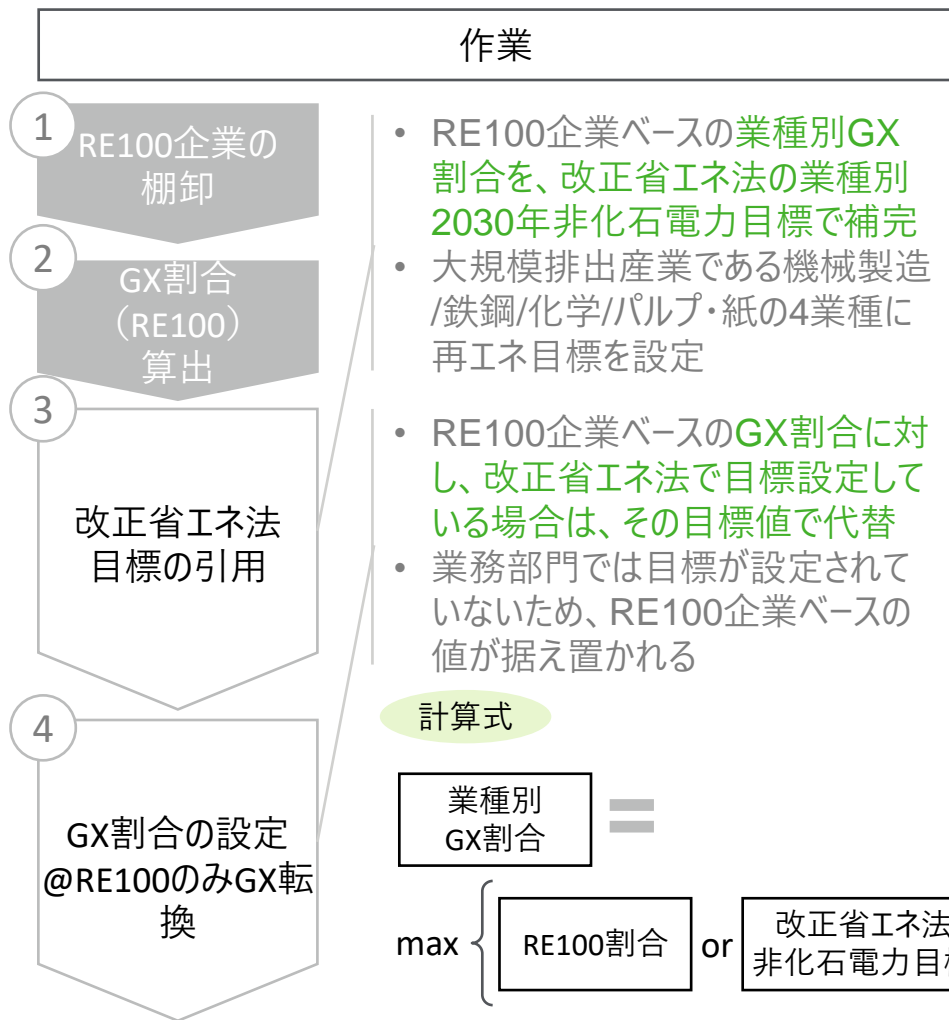 作業
1
RE100企業の
棚卸
2
GX割合
（RE100）
算出
3
改正省エネ法
目標の引用
4
GX割合の設定
@RE100のみGX転
換
• RE100企業ベースの業種別GX
割合を、改正省エネ法の業種別
2030年非化石電力目標で補完
• 大規模排出産業である機械製造
/鉄鋼/化学/パルプ・紙の4業種に
再エネ目標を設定
• RE100企業ベースのGX割合に対
し、改正省エネ法で目標設定して
いる場合は、その目標値で代替
• 業務部門では目標が設定されて
いないため、RE100企業ベースの
値が据え置かれる
計算式
業種別
GX割合
=
max { RE100割合 or
改正省エネ法
非化石電力目